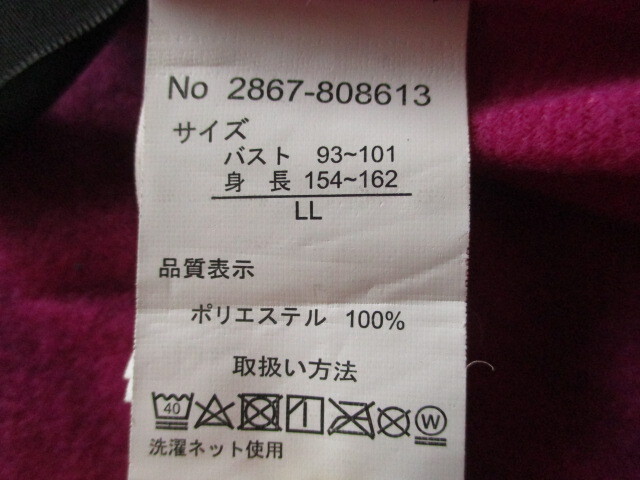 No 2867-808613
サイズ
バスト 93~101
身 長 154~162
LL
品質表示
ポリエステル 100%
取扱い方法
40 W
洗濯ネット使用